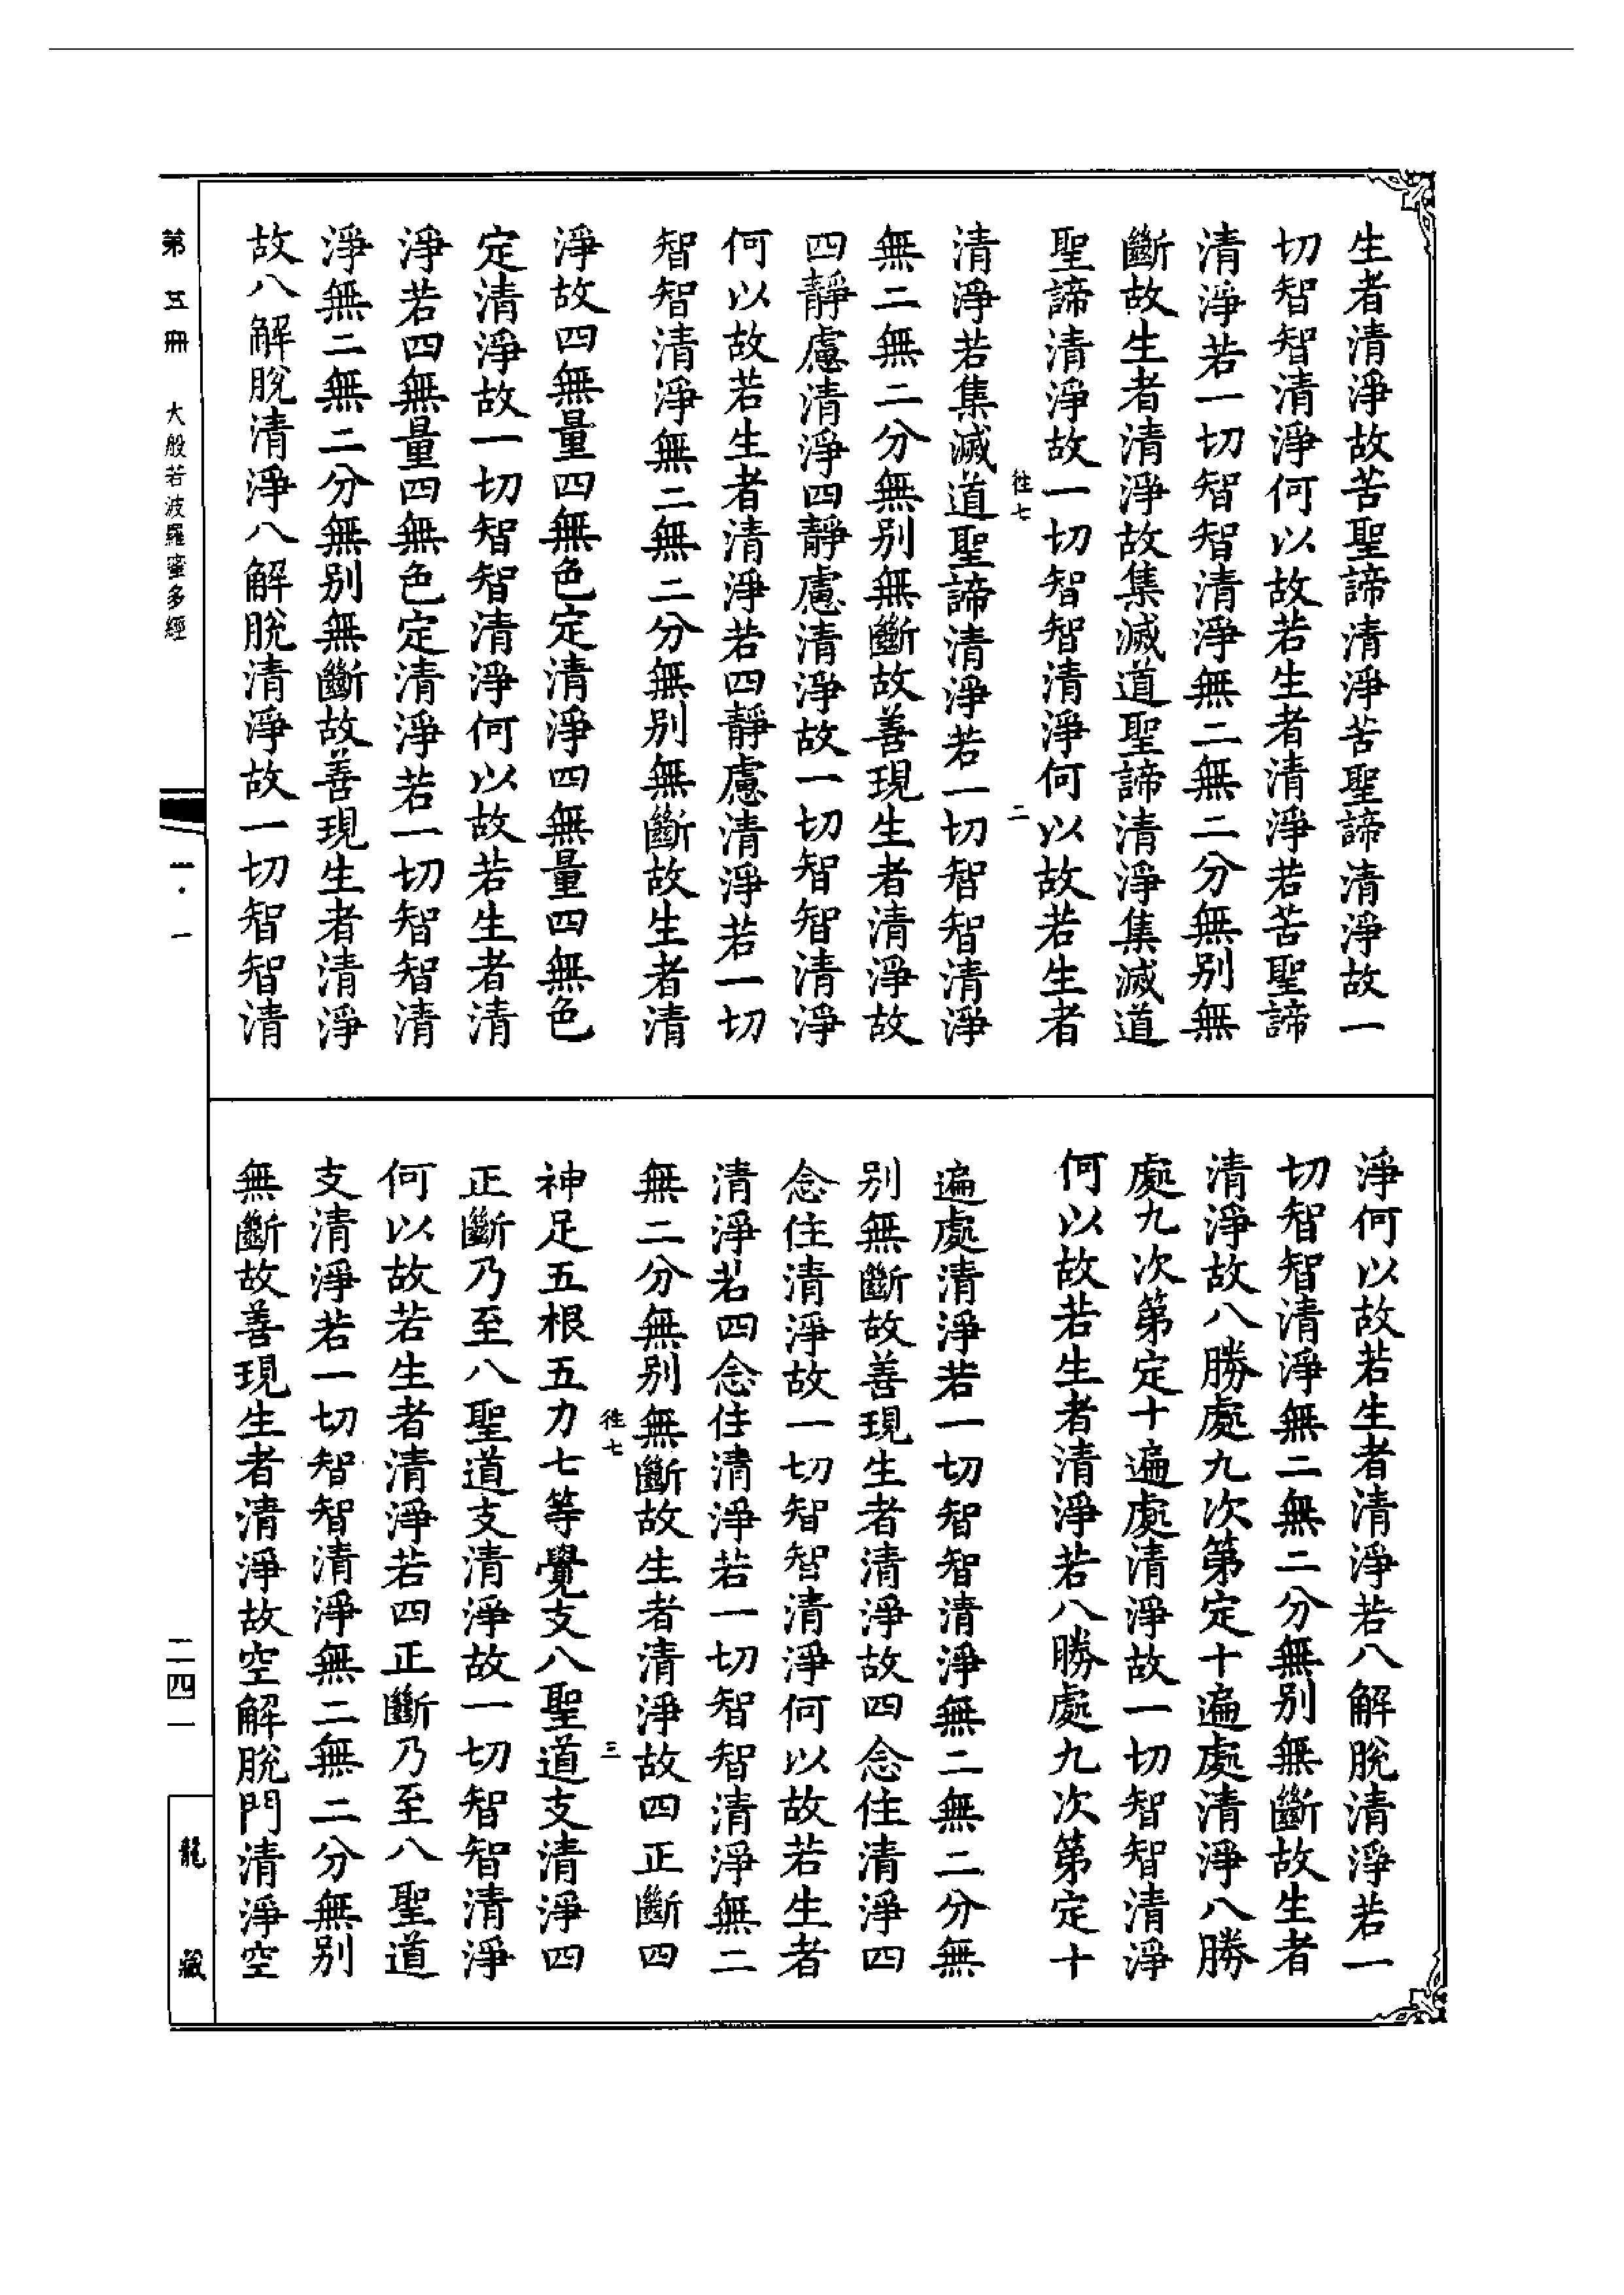 生者清淨故苦聖諦清淨苦聖諦清淨故一
切智智清淨何以故若生者清淨若苦聖諦
清淨若一切智智清淨無二無二分無別無
斷故生者清淨故集滅道聖諦清淨集滅道
聖諦清淨故一切智智清淨何以故若生者
往七 二
清淨若集滅道聖諦清淨若一切智智清淨
無二無二分無別無斷故善現生者清淨故
四靜慮清淨四靜慮清淨故一切智智清淨
何以故若生者清淨若四靜慮清淨若一切
智智清淨無二無二分無別無斷故生者清
淨故四無量四無色定清淨四無量四無色
定清淨故一切智智清淨何以故若生者清
淨若四無量四無色定清淨若一切智智清
淨無二無二分無別無斷故善現生者清淨
故八解脫清淨八解脫清淨故一切智智清
淨何以故若生者清淨若八解脫清淨若一
切智智清淨無二無二分無別無斷故生者
清淨故八勝處九次第定十遍處清淨八勝
處九次第定十遍處清淨故一切智智清淨
何以故若生者清淨若八勝處九次第定十
遍處清淨若一切智智清淨無二無二分無
別無斷故善現生者清淨故四念住清淨四
念住清淨故一切智智清淨何以故若生者
清淨若四念住清淨若一切智智清淨無二
無二分無別無斷故生者清淨故四正斷四
往七 三
神足五根五力七等覺支八聖道支清淨四
正斷乃至八聖道支清淨故一切智智清淨
何以故若生者清淨若四正斷乃至八聖道
支清淨若一切智智清淨無二無二分無別
無斷故善現生者清淨故空解脫門清淨空
第五冊 大般若波羅蜜多經
一·一
二四一
龍藏